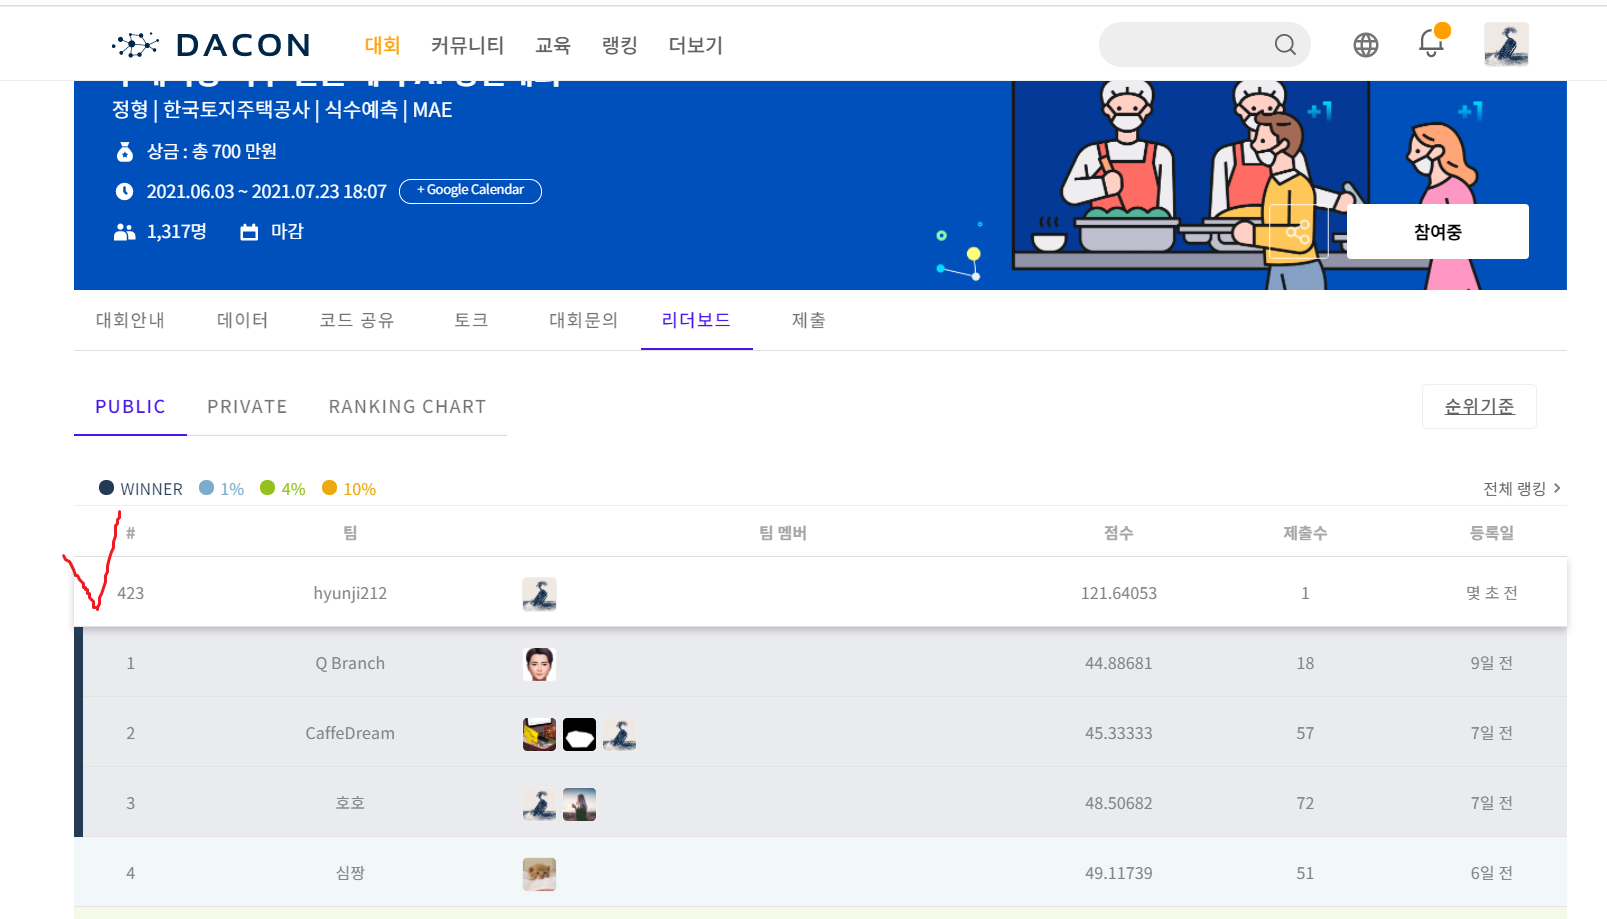 DACON 대회 커뮤니티 교육 랭킹 더보기
정형 | 한국토지주택공사 | 식수예측 | MAE
상금 : 총 700 만원
2021.06.03 ~ 2021.07.23 18:07 + Google Calendar
1,317명 마감
+1 +1
참여중
대회안내 데이터 코드 공유 토크 대회문의 리더보드 제출
PUBLIC PRIVATE RANKING CHART 순위기준
WINNER 1% 4% 10% 전체 랭킹 >
# 팀 팀 멤버 점수 제출수 등록일
423 hyunji212 121.64053 1 몇 초 전
1 Q Branch 44.88681 18 9일 전
2 CaffeDream 45.33333 57 7일 전
3 호호 48.50682 72 7일 전
4 심짱 49.11739 51 6일 전